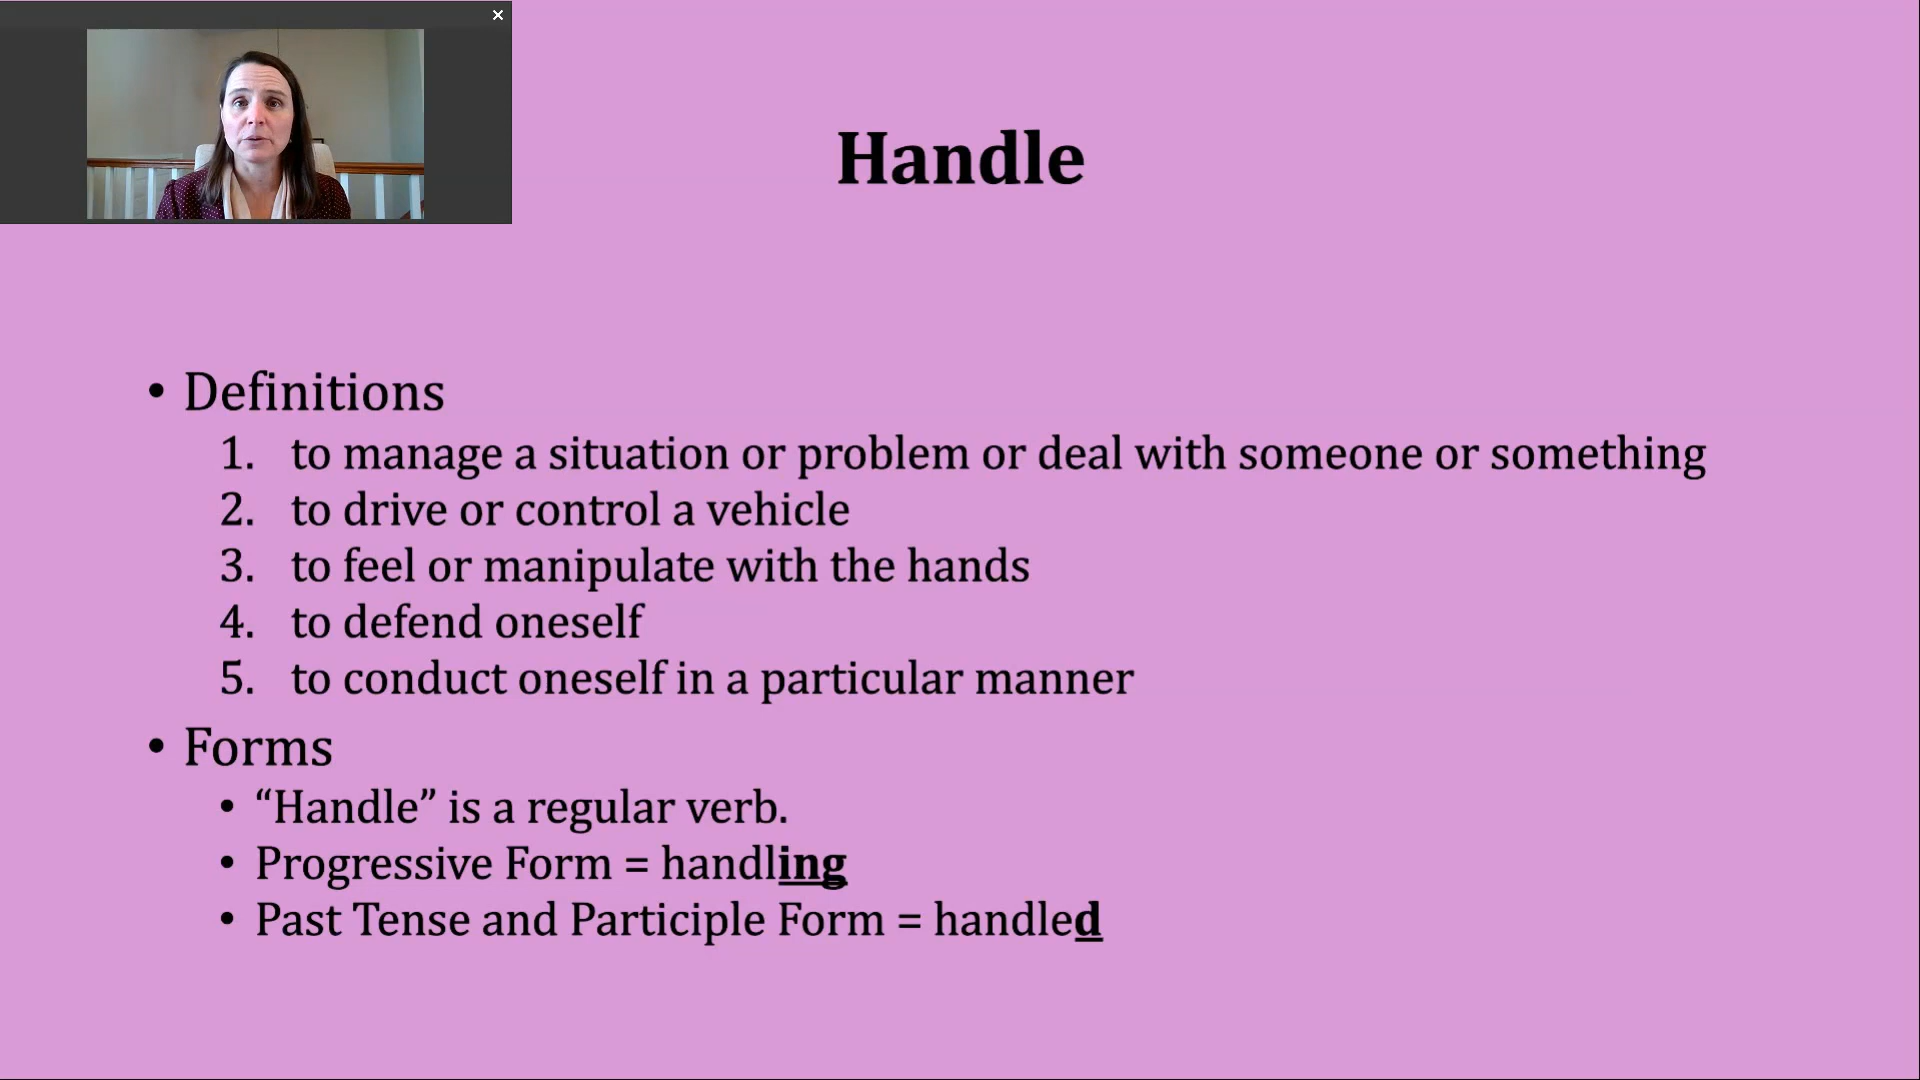 Handle
• Definitions
1. to manage a situation or problem or deal with someone or something
2. to drive or control a vehicle
3. to feel or manipulate with the hands
4. to defend oneself
5. to conduct oneself in a particular manner
• Forms
• “Handle” is a regular verb.
• Progressive Form = handling
• Past Tense and Participle Form = handled